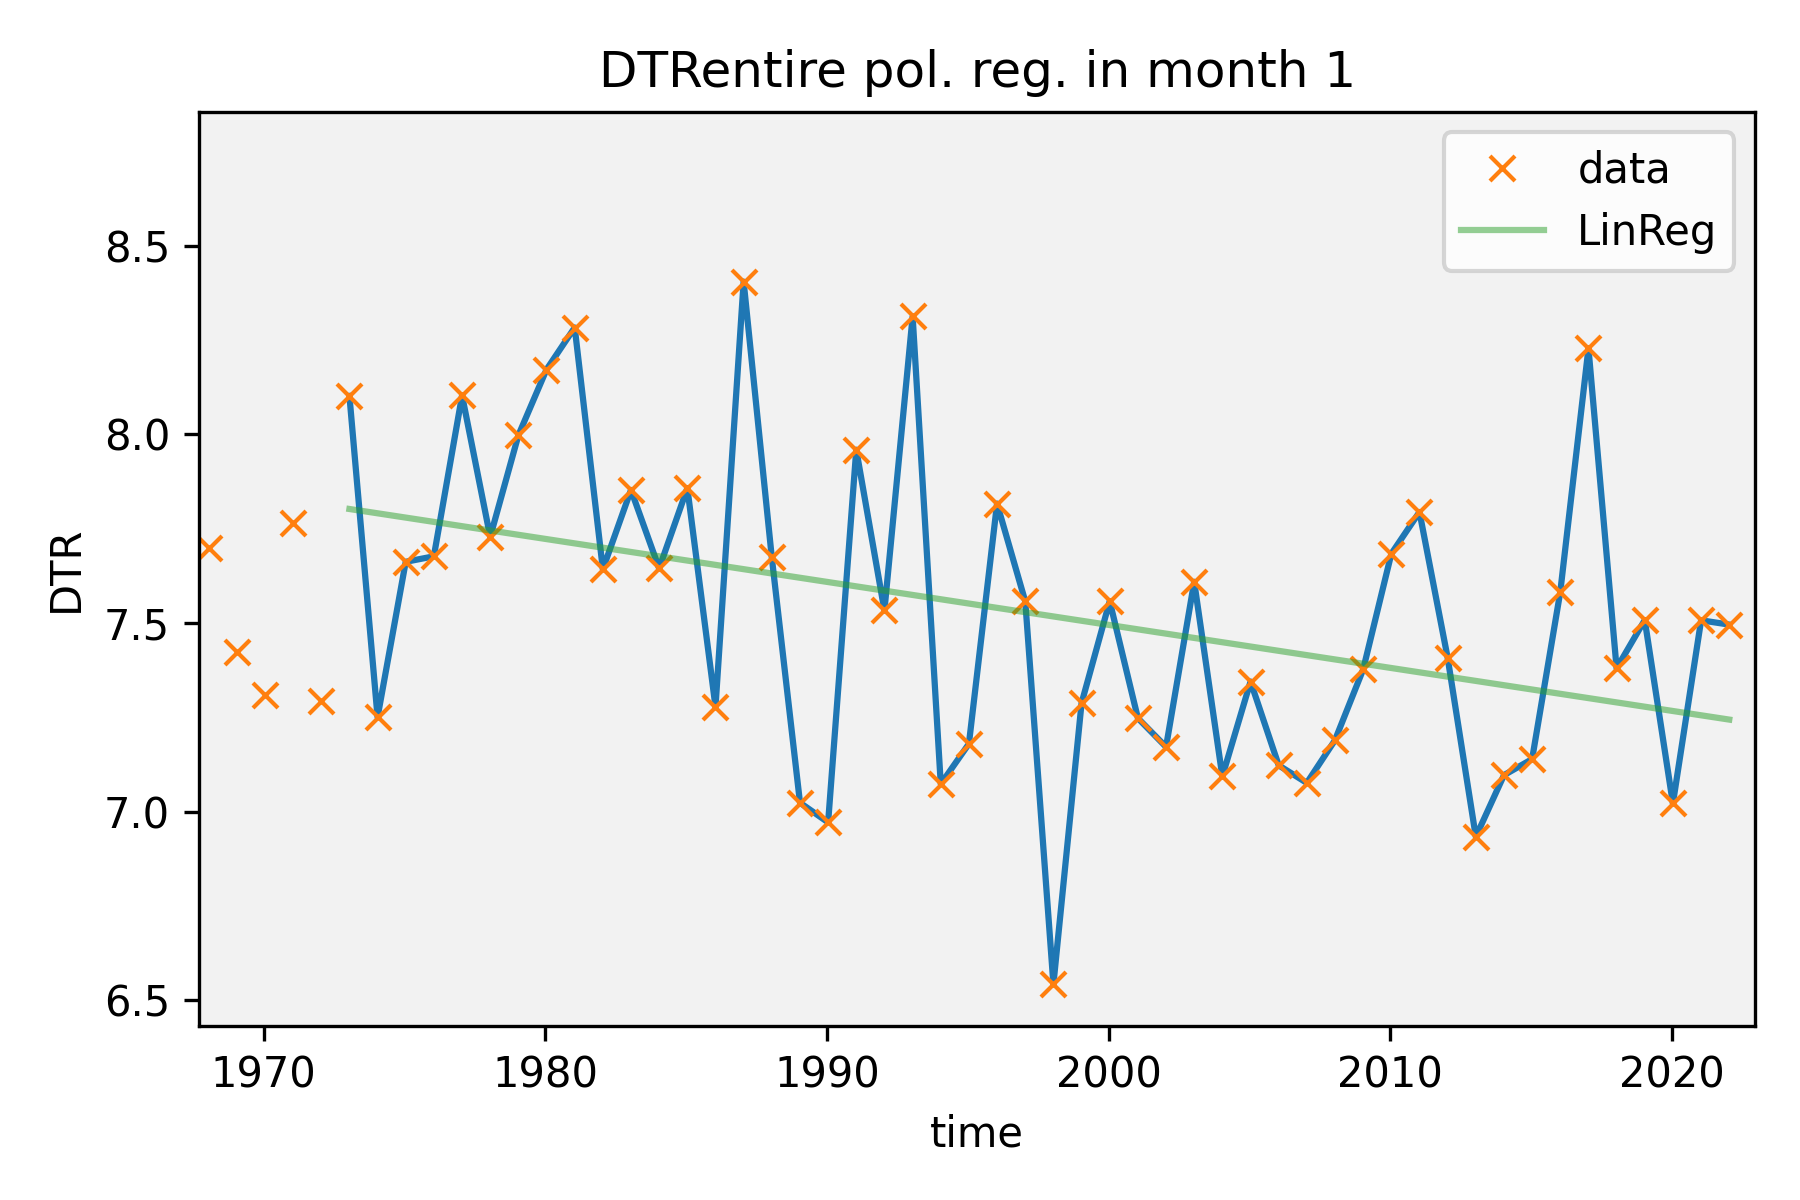 DTRentire pol. reg. in month 1
data
LinReg
8.5
8.0
7.5
7.0
6.5
DTR
1970 1980 1990 2000 2010 2020
time